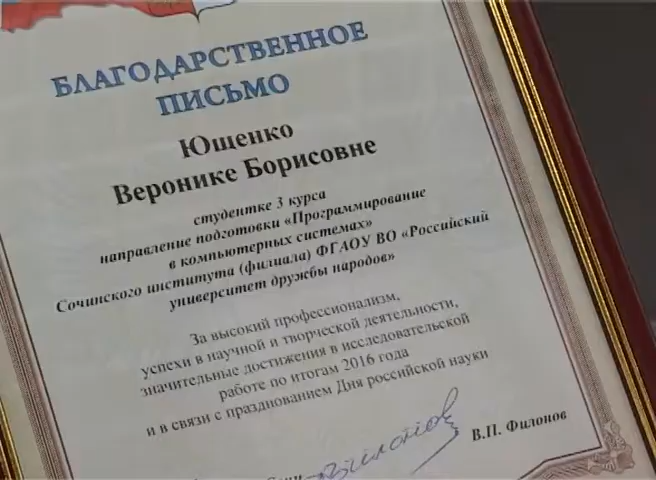 БЛАГОДАРСТВЕННОЕ
ПИСЬМО
Ющенко
Веронике Борисовне
студентке 3 курса
направление подготовки «Программирование
в компьютерных системах»
Сочинского института (филиала) ФГАОУ ВО «Российский
университет дружбы народов»
За высокий профессионализм,
успехи в научной и творческой деятельности,
значительные достижения в исследовательской
работе по итогам 2016 года
и в связи с празднованием Дня российской науки
В.П. Филонов